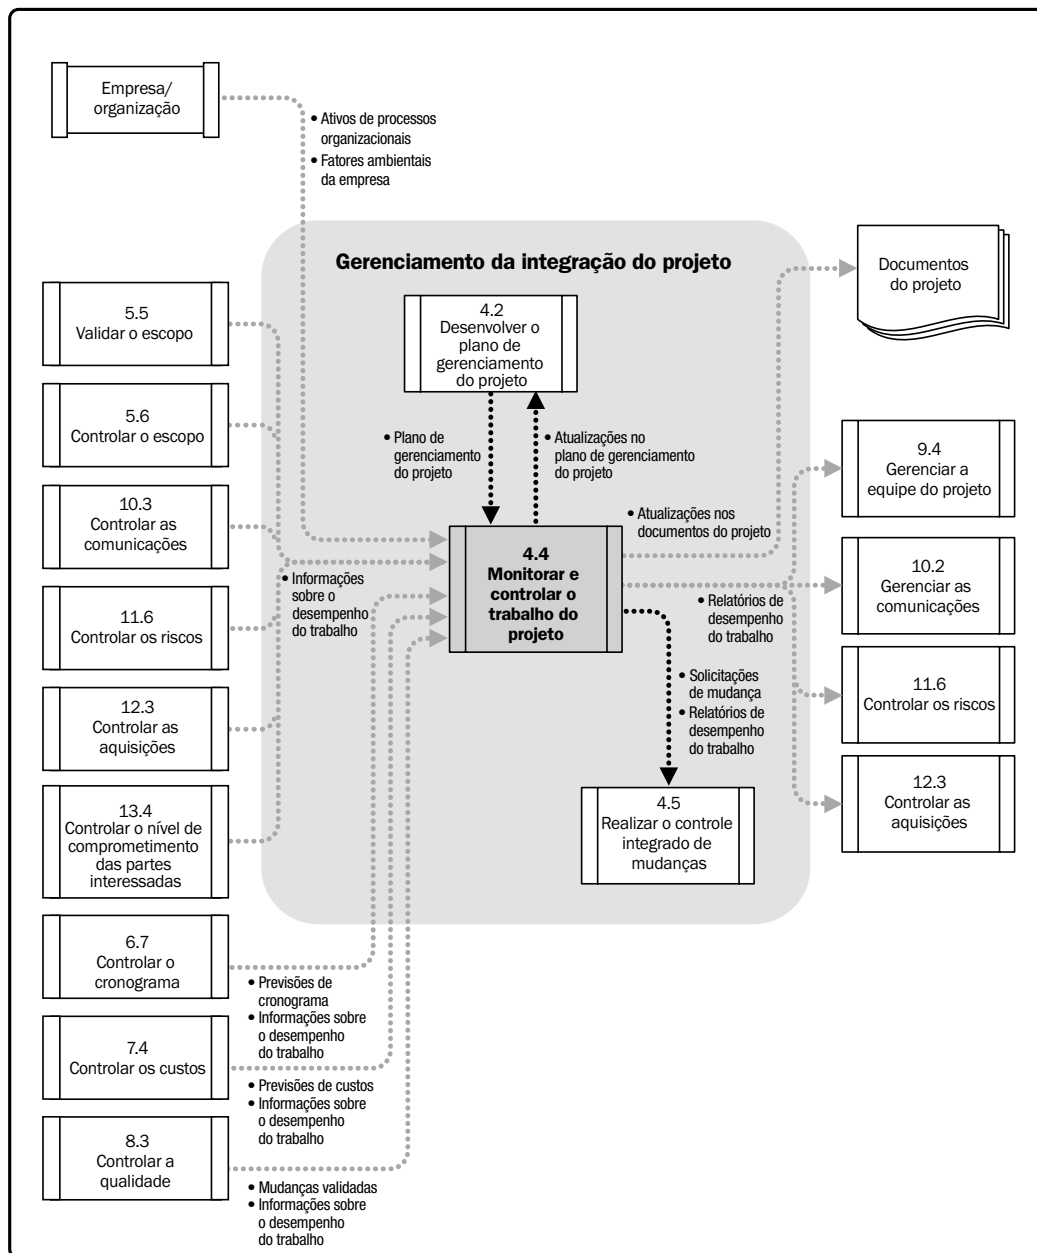 Empresa/
organização
• Ativos de processos
organizacionais
• Fatores ambientais
da empresa
Gerenciamento da integração do projeto
Documentos
do projeto
4.2
Desenvolver o
plano de
gerenciamento
do projeto
5.5
Validar o escopo
5.6
Controlar o escopo
10.3
Controlar as
comunicações
11.6
Controlar os riscos
12.3
Controlar as
aquisições
13.4
Controlar o nível de
comprometimento
das partes
interessadas
6.7
Controlar o
cronograma
7.4
Controlar os custos
8.3
Controlar a
qualidade
• Plano de
gerenciamento
do projeto
• Atualizações no
plano de gerenciamento
do projeto
• Atualizações nos
documentos do projeto
4.4
Monitorar e
controlar o
trabalho do
projeto
• Informações
sobre o
desempenho
do trabalho
• Relatórios de
desempenho
do trabalho
• Solicitações
de mudança
• Relatórios de
desempenho
do trabalho
4.5
Realizar o controle
integrado de
mudanças
9.4
Gerenciar a
equipe do projeto
10.2
Gerenciar as
comunicações
11.6
Controlar os riscos
12.3
Controlar as
aquisições
• Previsões de
cronograma
• Informações sobre
o desempenho
do trabalho
• Previsões de custos
• Informações sobre
o desempenho
do trabalho
• Mudanças validadas
• Informações sobre
o desempenho
do trabalho